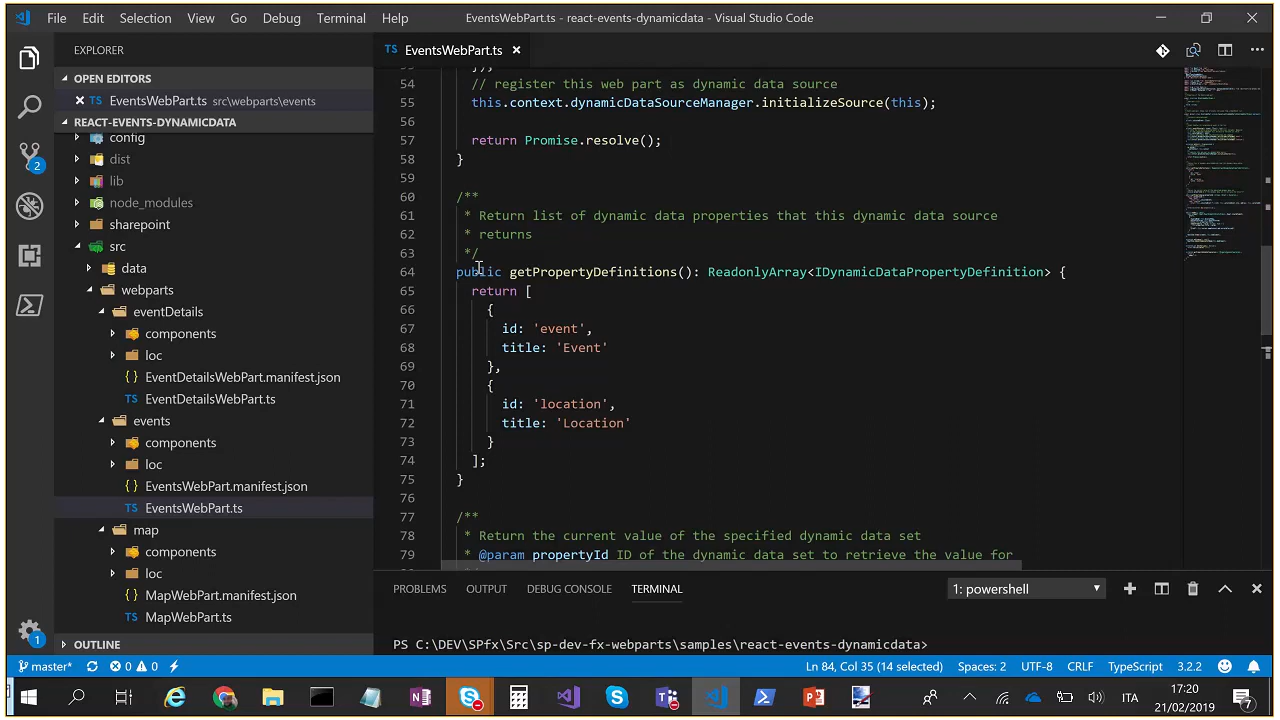 File Edit Selection View Go Debug Terminal Help EventsWebPart.ts - react-events-dynamicdata - Visual Studio Code
EXPLORER
OPEN EDITORS
TS EventsWebPart.ts src\webparts\events
REACT-EVENTS-DYNAMICDATA
config
dist
lib
node_modules
src
data
webparts
eventDetails
components
loc
{ } EventDetailsWebPart.manifest.json
TS EventDetailsWebPart.ts
events
components
loc
{ } EventsWebPart.manifest.json
TS EventsWebPart.ts
map
components
loc
{ } MapWebPart.manifest.json
TS MapWebPart.ts
OUTLINE
2
1
TS EventsWebPart.ts
53 });
54 // register this web part as dynamic data source
55 this.context.dynamicDataSourceManager.initializeSource(this);
56
57 return Promise.resolve();
58 }
59
60 /**
61 * Return list of dynamic data properties that this dynamic data source
62 * returns
63 */
64 public getPropertyDefinitions(): ReadonlyArray<IDynamicDataPropertyDefinition> {
65 return [
66 {
67 id: 'event',
68 title: 'Event'
69 },
70 {
71 id: 'location',
72 title: 'Location'
73 }
74 ];
75 }
76
77 /**
78 * Return the current value of the specified dynamic data set
79 * @param propertyId ID of the dynamic data set to retrieve the value for
PROBLEMS OUTPUT DEBUG CONSOLE TERMINAL 1: powershell
PS C:\DEV\SPfx\Src\sp-dev-fx-webparts\samples\react-events-dynamicdata>
master* 0 0 Ln 84, Col 35 (14 selected) Spaces: 2 UTF-8 CRLF TypeScript 3.2.2
ITA 17:20
21/02/2019
7